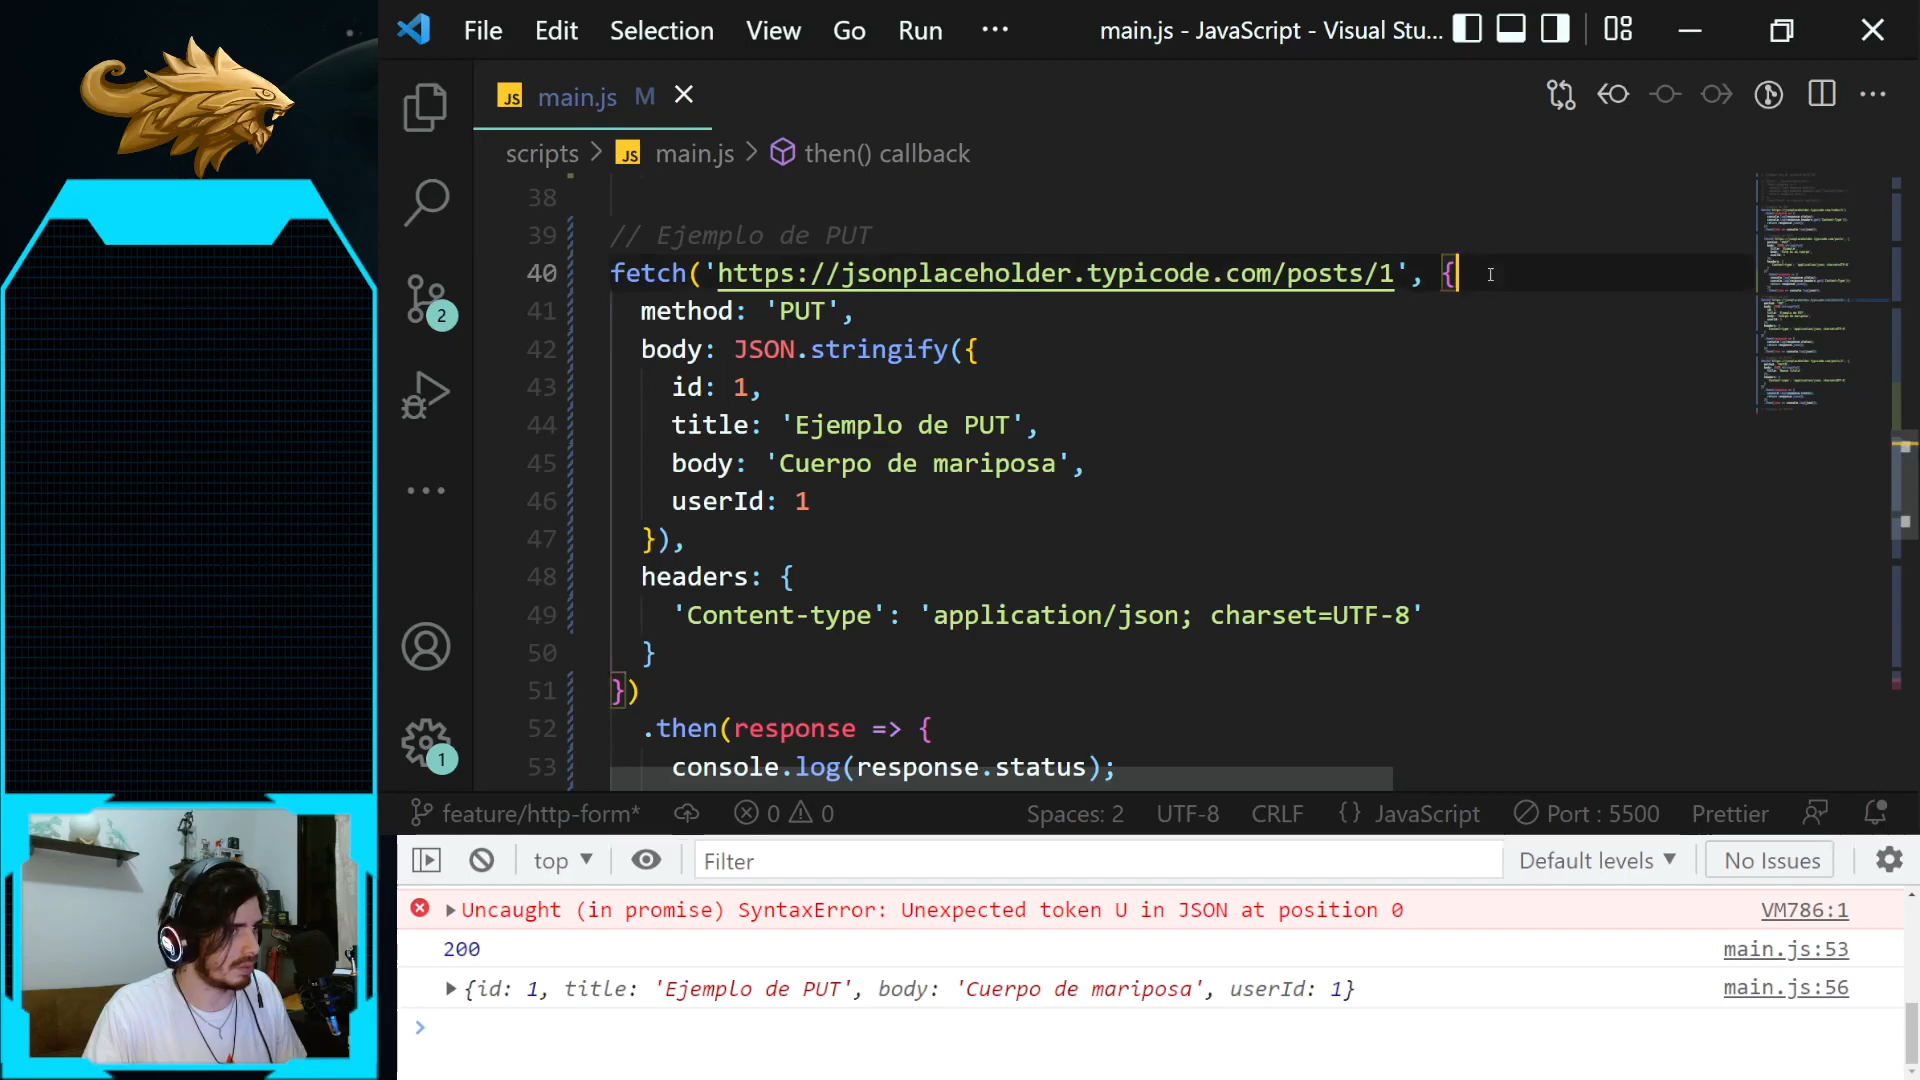 File Edit Selection View Go Run ··· main.js - JavaScript - Visual Stu...
JS main.js M
scripts > JS main.js > then() callback
38
39 // Ejemplo de PUT
40 fetch('https://jsonplaceholder.typicode.com/posts/1', {
41 method: 'PUT',
42 body: JSON.stringify({
43 id: 1,
44 title: 'Ejemplo de PUT',
45 body: 'Cuerpo de mariposa',
46 userId: 1
47 }),
48 headers: {
49 'Content-type': 'application/json; charset=UTF-8'
50 }
51 })
52 .then(response => {
53 console.log(response.status);
2
1
feature/http-form* 0 0 Spaces: 2 UTF-8 CRLF {} JavaScript Port : 5500 Prettier
top Filter Default levels No Issues
Uncaught (in promise) SyntaxError: Unexpected token U in JSON at position 0 VM786:1
200 main.js:53
{id: 1, title: 'Ejemplo de PUT', body: 'Cuerpo de mariposa', userId: 1} main.js:56